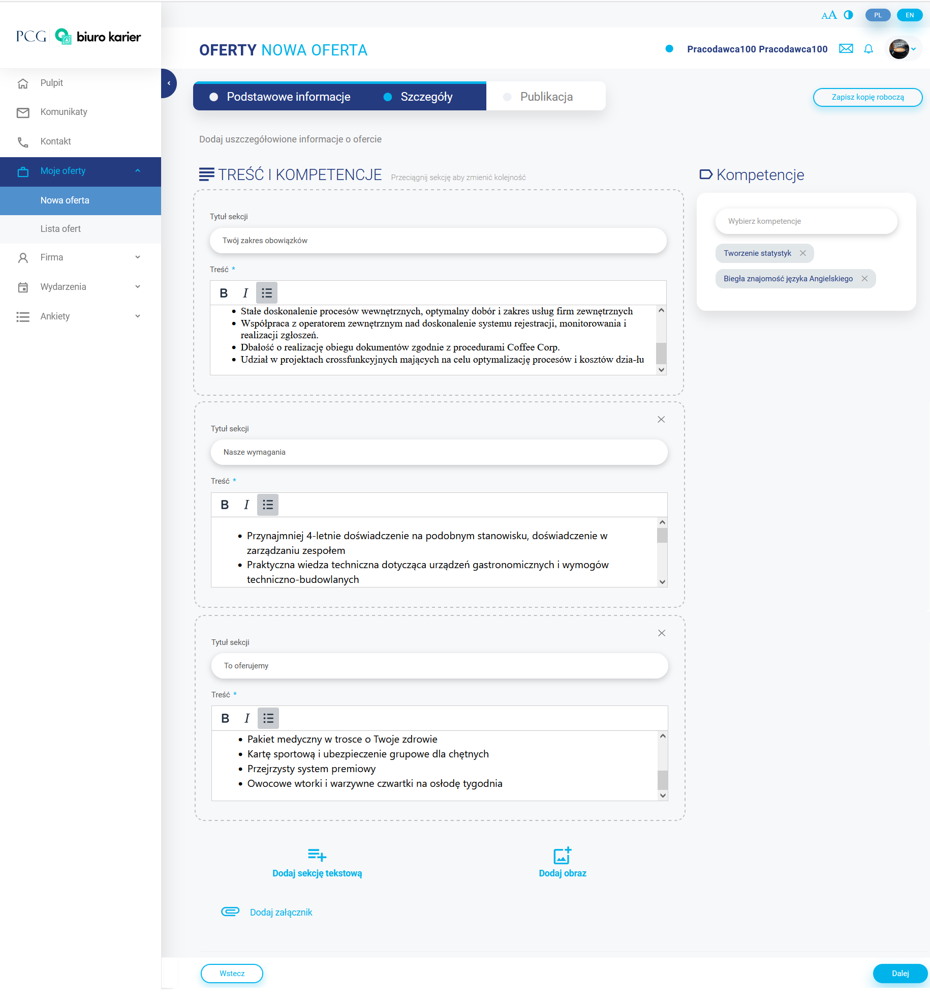 AA PL EN
PCG biuro karier
OFERTY NOWA OFERTA
Pracodawca100 Pracodawca100
Pulpit
Komunikaty
Kontakt
Moje oferty
Nowa oferta
Lista ofert
Firma
Wydarzenia
Ankiety
Podstawowe informacje Szczegóły Publikacja
Zapisz kopię roboczą
Dodaj uszczegółowione informacje o ofercie
TREŚĆ I KOMPETENCJE Przeciągnij sekcję aby zmienić kolejność
Tytuł sekcji
Twój zakres obowiązków
Treść *
B I
Stałe doskonalenie procesów wewnętrznych, optymalny dobór i zakres usług firm zewnętrznych
Współpraca z operatorem zewnętrznym nad doskonalenie systemu rejestracji, monitorowania i
realizacji zgłoszeń.
Dbałość o realizację obiegu dokumentów zgodnie z procedurami Coffee Corp.
Udział w projektach crossfunkcyjnych mających na celu optymalizację procesów i kosztów dzia-łu
Tytuł sekcji
Nasze wymagania
Treść *
B I
Przynajmniej 4-letnie doświadczenie na podobnym stanowisku, doświadczenie w
zarządzaniu zespołem
Praktyczna wiedza techniczna dotycząca urządzeń gastronomicznych i wymogów
techniczno-budowlanych
Tytuł sekcji
To oferujemy
Treść *
B I
Pakiet medyczny w trosce o Twoje zdrowie
Kartę sportową i ubezpieczenie grupowe dla chętnych
Przejrzysty system premiowy
Owocowe wtorki i warzywne czwartki na osłodę tygodnia
Kompetencje
Wybierz kompetencje
Tworzenie statystyk
Biegła znajomość języka Angielskiego
Dodaj sekcję tekstową
Dodaj obraz
Dodaj załącznik
Wstecz
Dalej